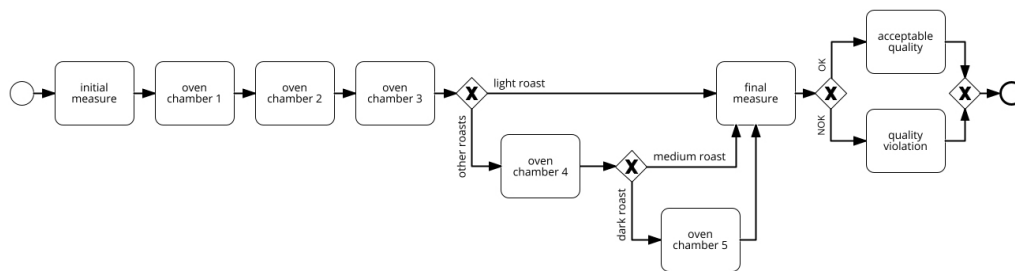 initial
measure
oven
chamber 1
oven
chamber 2
oven
chamber 3
X
light roast
other roasts
oven
chamber 4
X
medium roast
dark roast
oven
chamber 5
final
measure
X
OK
NOK
acceptable
quality
quality
violation
X